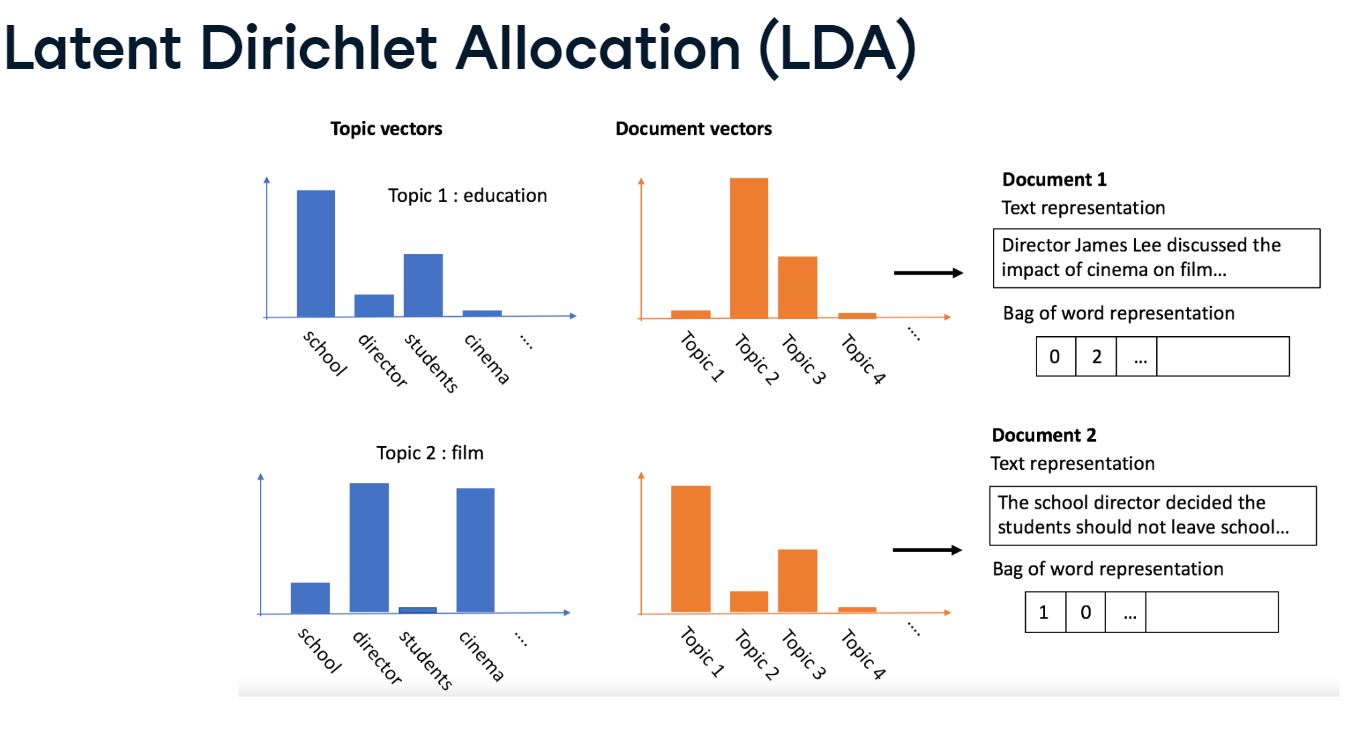 Latent Dirichlet Allocation (LDA)
Topic vectors
Document vectors
Topic 1 : education
school
director
students
cinema
....
Topic 1
Topic 2
Topic 3
Topic 4
....
Document 1
Text representation
Director James Lee discussed the
impact of cinema on film...
Bag of word representation
0 2 ...
Topic 2 : film
school
director
students
cinema
....
Topic 1
Topic 2
Topic 3
Topic 4
....
Document 2
Text representation
The school director decided the
students should not leave school...
Bag of word representation
1 0 ...